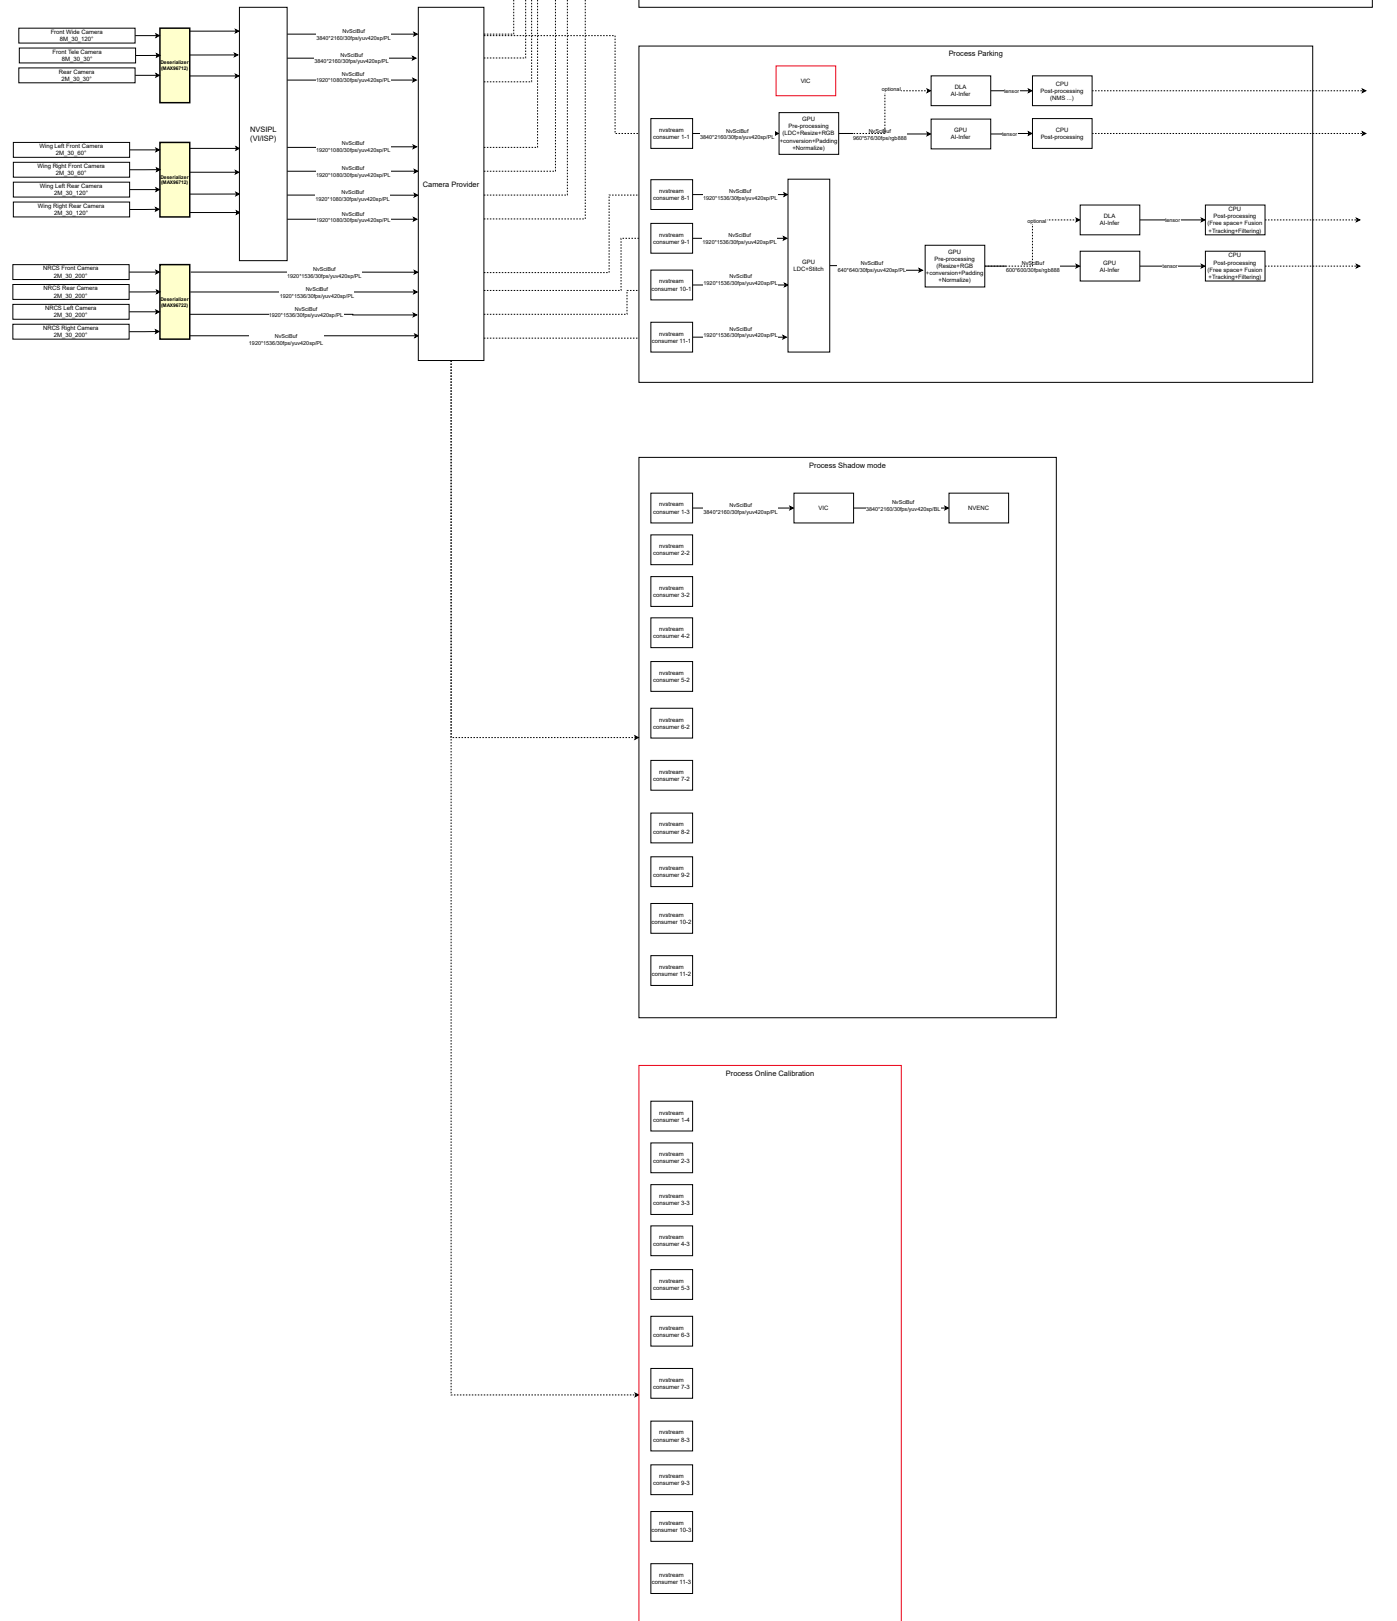 Front Wide Camera
8M_30_120°
Front Tele Camera
8M_30_30°
Rear Camera
2M_30_30°
Deserializer
(MAX96712)
Wing Left Front Camera
2M_30_60°
Wing Right Front Camera
2M_30_60°
Wing Left Rear Camera
2M_30_120°
Wing Right Rear Camera
2M_30_120°
Deserializer
(MAX96712)
NRCS Front Camera
2M_30_200°
NRCS Rear Camera
2M_30_200°
NRCS Left Camera
2M_30_200°
NRCS Right Camera
2M_30_200°
Deserializer
(MAX96722)
NVSIPL
(VI/ISP)
NvSciBuf
3840*2160/30fps/yuv420sp/PL
NvSciBuf
3840*2160/30fps/yuv420sp/PL
NvSciBuf
1920*1080/30fps/yuv420sp/PL
NvSciBuf
1920*1080/30fps/yuv420sp/PL
NvSciBuf
1920*1080/30fps/yuv420sp/PL
NvSciBuf
1920*1080/30fps/yuv420sp/PL
NvSciBuf
1920*1080/30fps/yuv420sp/PL
NvSciBuf
1920*1536/30fps/yuv420sp/PL
NvSciBuf
1920*1536/30fps/yuv420sp/PL
NvSciBuf
1920*1536/30fps/yuv420sp/PL
NvSciBuf
1920*1536/30fps/yuv420sp/PL
Camera Provider
Process Parking
VIC
nvstream
consumer 1-1
NvSciBuf
3840*2160/30fps/yuv420sp/PL
GPU
Pre-processing
(LDC+Resize+RGB
+conversion+Padding
+Normalize)
NvSciBuf
960*576/30fps/rgb888
optional
DLA
AI-Infer
tensor
CPU
Post-processing
(NMS ...)
GPU
AI-Infer
tensor
CPU
Post-processing
nvstream
consumer 8-1
NvSciBuf
1920*1536/30fps/yuv420sp/PL
nvstream
consumer 9-1
NvSciBuf
1920*1536/30fps/yuv420sp/PL
nvstream
consumer 10-1
NvSciBuf
1920*1536/30fps/yuv420sp/PL
nvstream
consumer 11-1
NvSciBuf
1920*1536/30fps/yuv420sp/PL
GPU
LDC+Stitch
NvSciBuf
640*640/30fps/yuv420sp/PL
GPU
Pre-processing
(Resize+RGB
+conversion+Padding
+Normalize)
NvSciBuf
600*600/30fps/rgb888
optional
DLA
AI-Infer
tensor
CPU
Post-processing
(Free space+ Fusion
+Tracking+Filtering)
GPU
AI-Infer
tensor
CPU
Post-processing
(Free space+ Fusion
+Tracking+Filtering)
Process Shadow mode
nvstream
consumer 1-3
NvSciBuf
3840*2160/30fps/yuv420sp/PL
VIC
NvSciBuf
3840*2160/30fps/yuv420sp/BL
NVENC
nvstream
consumer 2-2
nvstream
consumer 3-2
nvstream
consumer 4-2
nvstream
consumer 5-2
nvstream
consumer 6-2
nvstream
consumer 7-2
nvstream
consumer 8-2
nvstream
consumer 9-2
nvstream
consumer 10-2
nvstream
consumer 11-2
Process Online Calibration
nvstream
consumer 1-4
nvstream
consumer 2-3
nvstream
consumer 3-3
nvstream
consumer 4-3
nvstream
consumer 5-3
nvstream
consumer 6-3
nvstream
consumer 7-3
nvstream
consumer 8-3
nvstream
consumer 9-3
nvstream
consumer 10-3
nvstream
consumer 11-3